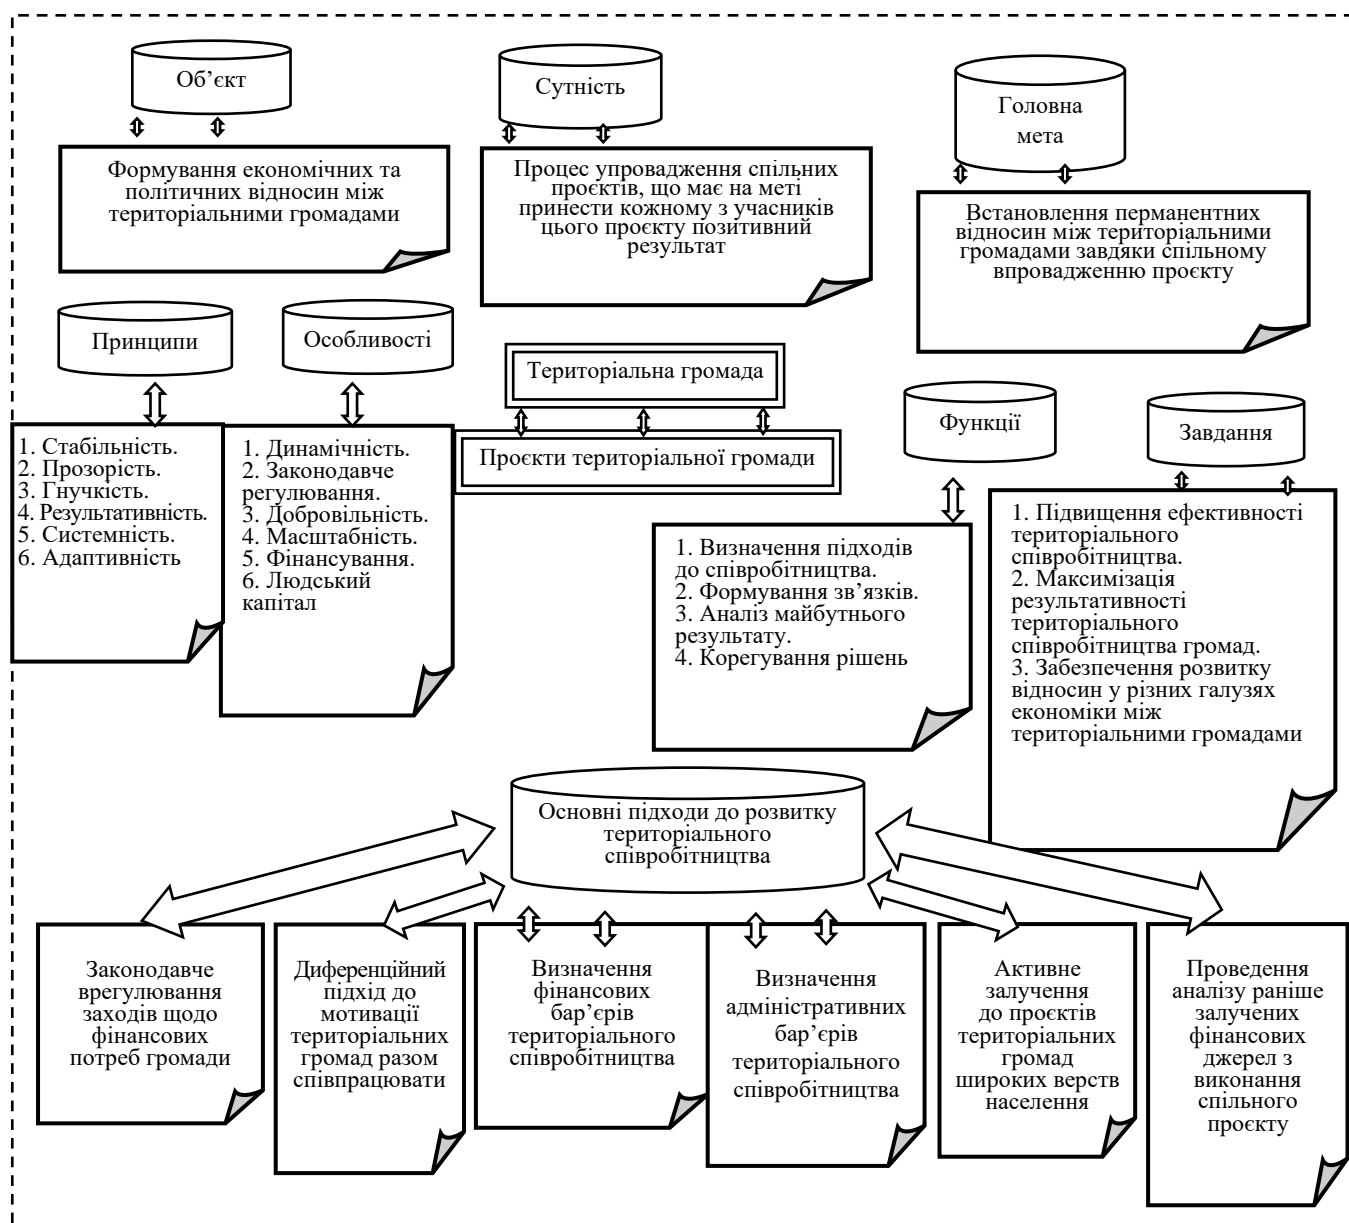 Об’єкт
Формування економічних та
політичних відносин між
територіальними громадами
Сутність
Процес упровадження спільних
проєктів, що має на меті
принести кожному з учасників
цього проєкту позитивний
результат
Головна
мета
Встановлення перманентних
відносин між територіальними
громадами завдяки спільному
впровадженню проєкту
Принципи
1. Стабільність.
2. Прозорість.
3. Гнучкість.
4. Результативність.
5. Системність.
6. Адаптивність
Особливості
1. Динамічність.
2. Законодавче
регулювання.
3. Добровільність.
4. Масштабність.
5. Фінансування.
6. Людський
капітал
Територіальна громада
Проєкти територіальної громади
Функції
1. Визначення підходів
до співробітництва.
2. Формування зв’язків.
3. Аналіз майбутнього
результату.
4. Корегування рішень
Завдання
1. Підвищення ефективності
територіального
співробітництва.
2. Максимізація
результативності
територіального
співробітництва громад.
3. Забезпечення розвитку
відносин у різних галузях
економіки між
територіальними громадами
Основні підходи до розвитку
територіального
співробітництва
Законодавче
врегулювання
заходів щодо
фінансових
потреб громади
Диференційний
підхід до
мотивації
територіальних
громад разом
співпрацювати
Визначення
фінансових
бар’єрів
територіального
співробітництва
Визначення
адміністративних
бар’єрів
територіального
співробітництва
Активне
залучення
до проєктів
територіальних
громад
широких верств
населення
Проведення
аналізу раніше
залучених
фінансових
джерел з
виконання
спільного
проєкту